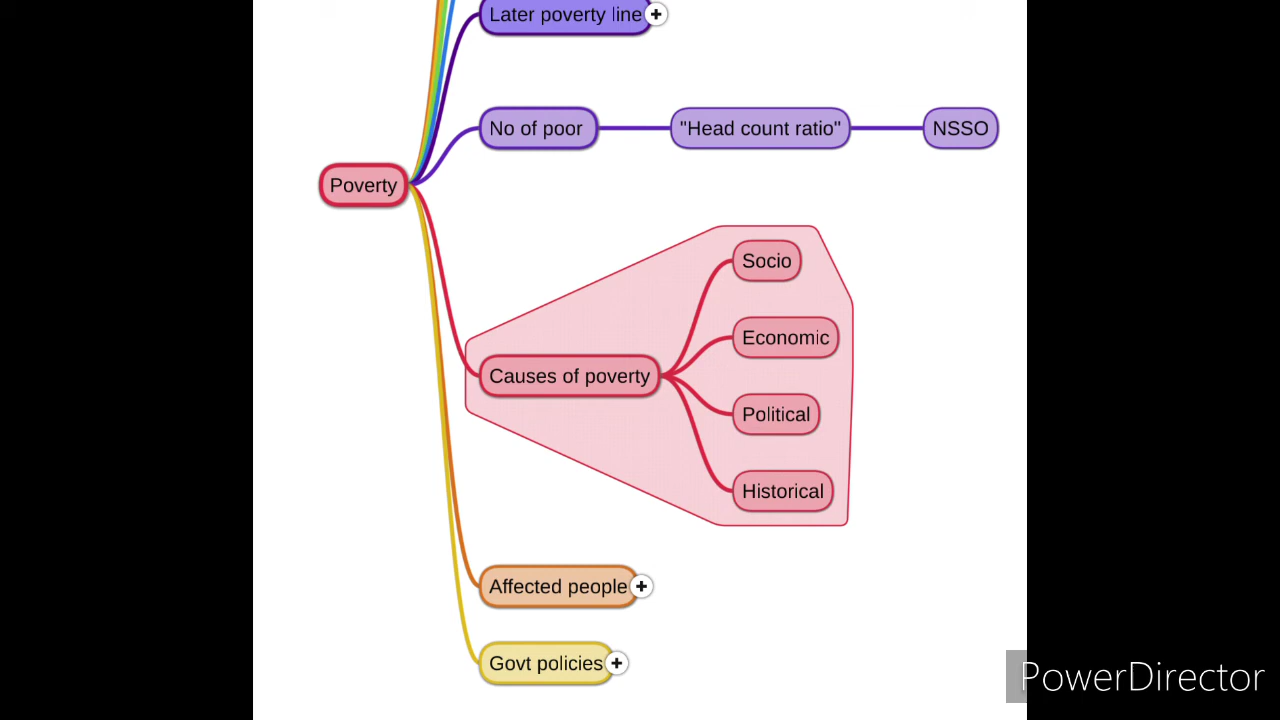 Later poverty line
No of poor
"Head count ratio"
NSSO
Poverty
Socio
Economic
Causes of poverty
Political
Historical
Affected people
Govt policies
PowerDirector